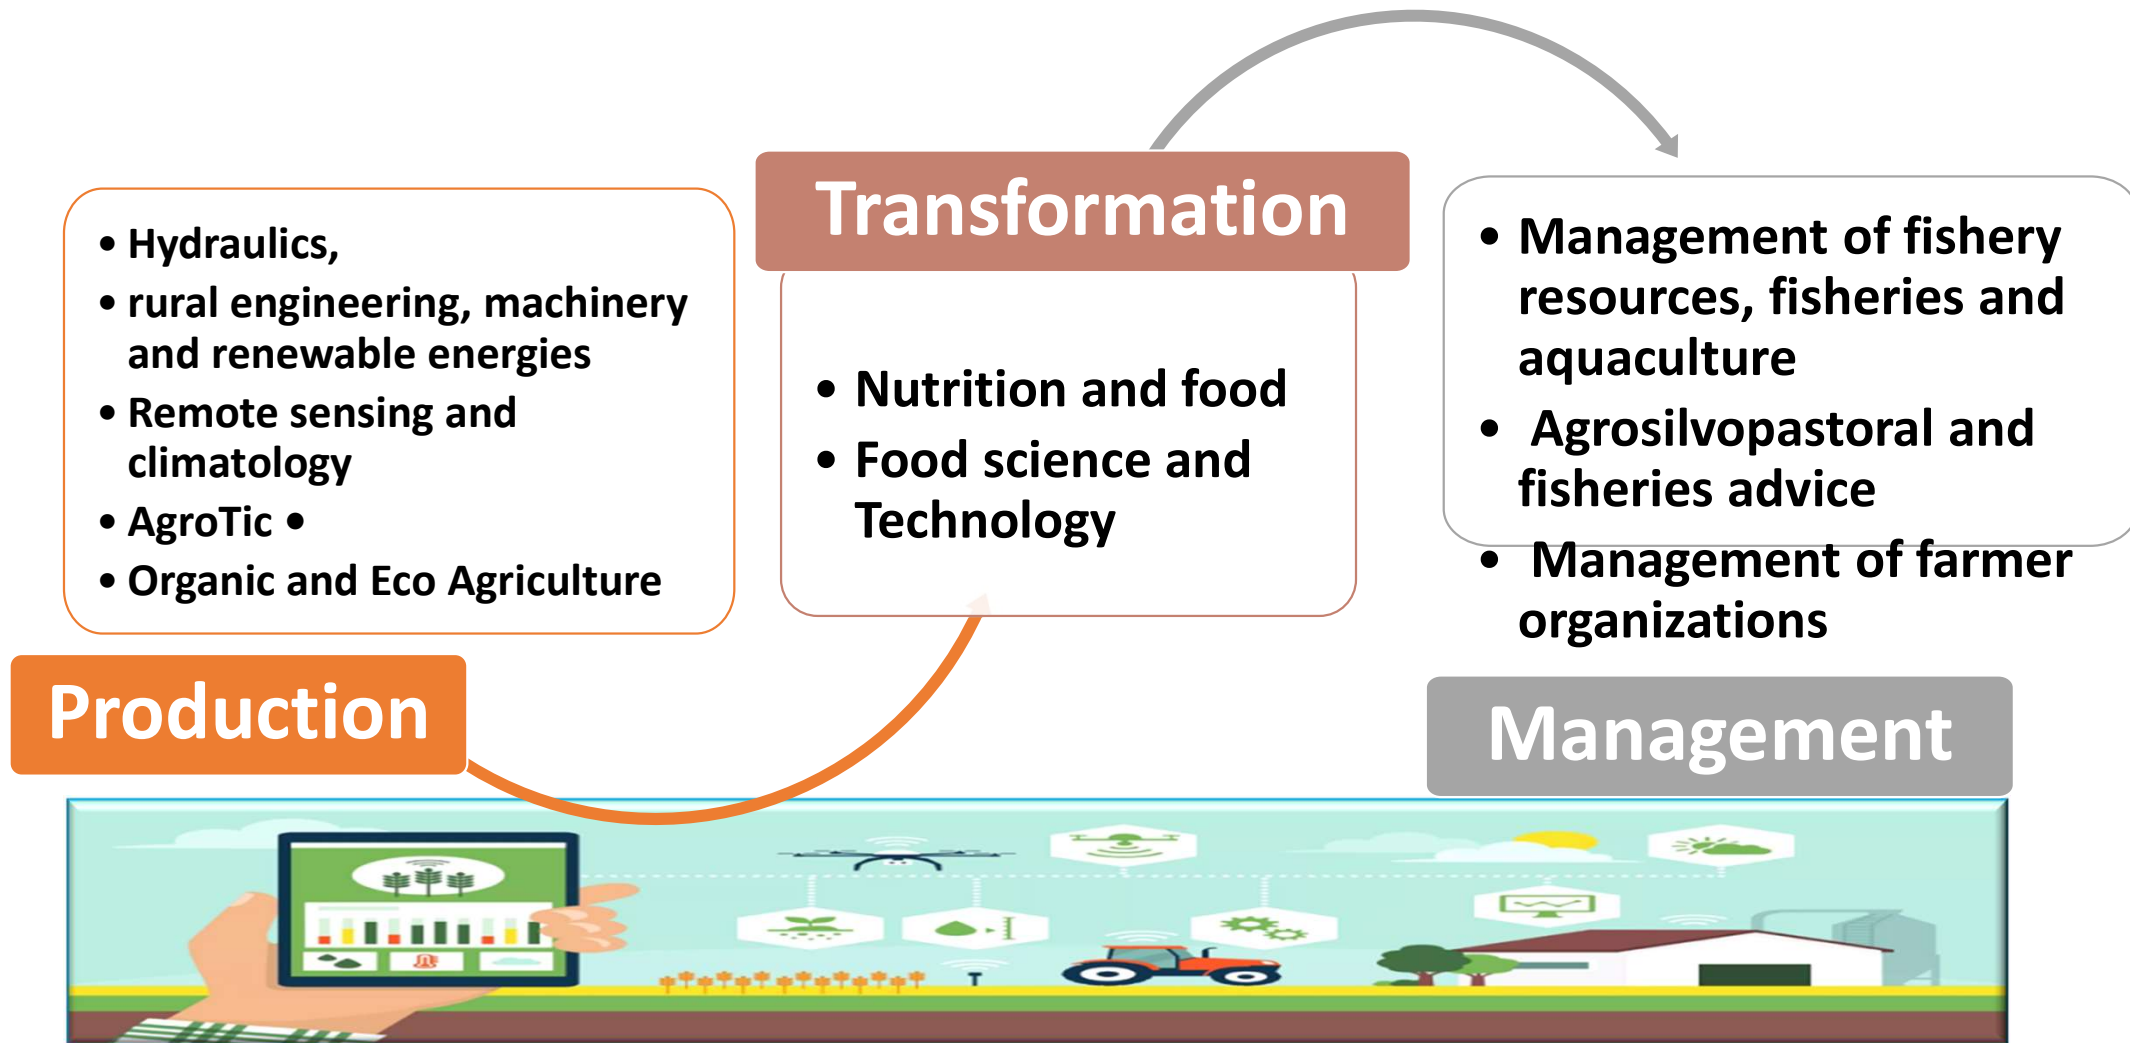 • Hydraulics,
• rural engineering, machinery
and renewable energies
• Remote sensing and
climatology
• AgroTic •
• Organic and Eco Agriculture
Production
Transformation
• Nutrition and food
• Food science and
Technology
• Management of fishery
resources, fisheries and
aquaculture
• Agrosilvopastoral and
fisheries advice
• Management of farmer
organizations
Management